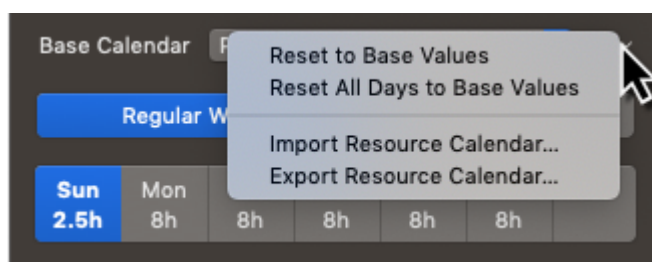 Base Calendar
Reset to Base Values
Reset All Days to Base Values
Regular
Import Resource Calendar...
Export Resource Calendar...
Sun Mon
2.5h 8h 8h 8h 8h 8h